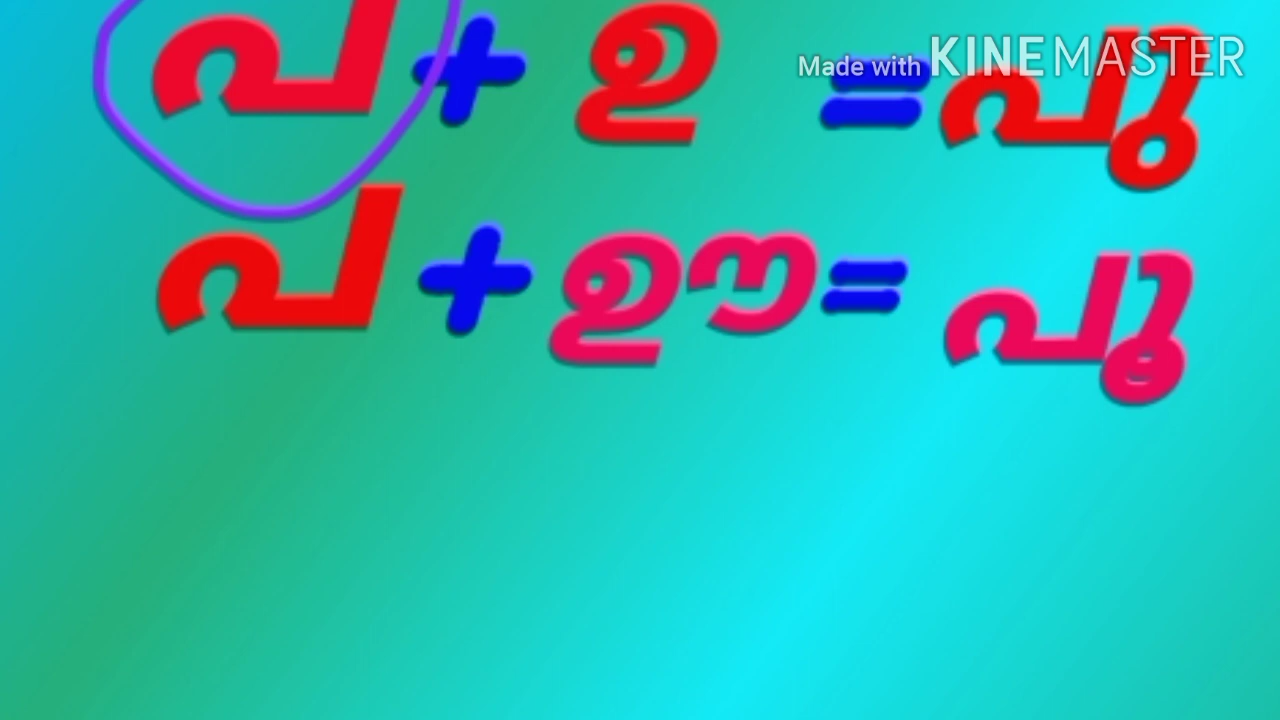 പ + ഉ = പു
Made with KINEMASTER
പ + ഊ = പൂ